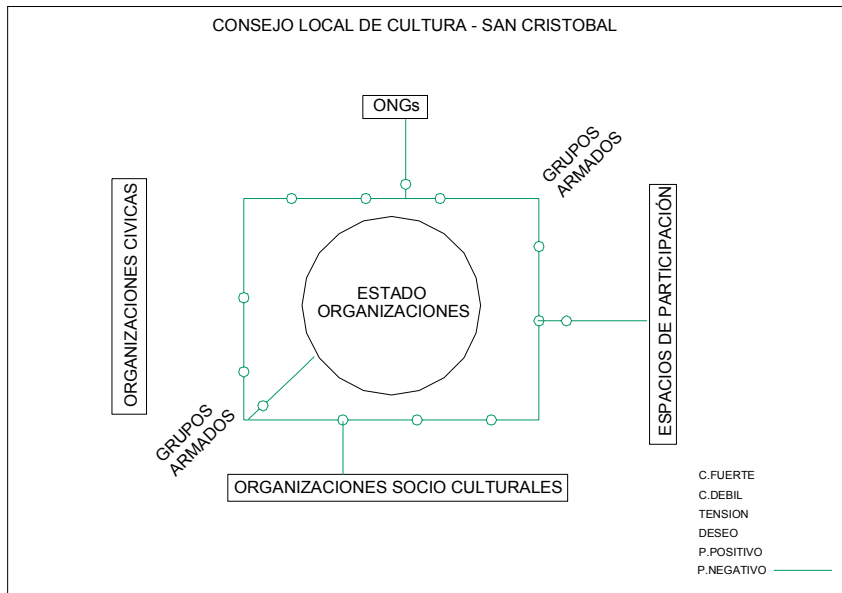 CONSEJO LOCAL DE CULTURA - SAN CRISTOBAL
ONGs
GRUPOS
ARMADOS
ORGANIZACIONES CIVICAS
ESPACIOS DE PARTICIPACIÓN
ESTADO
ORGANIZACIONES
GRUPOS
ARMADOS
ORGANIZACIONES SOCIO CULTURALES
C.FUERTE
C.DEBIL
TENSION
DESEO
P.POSITIVO
P.NEGATIVO